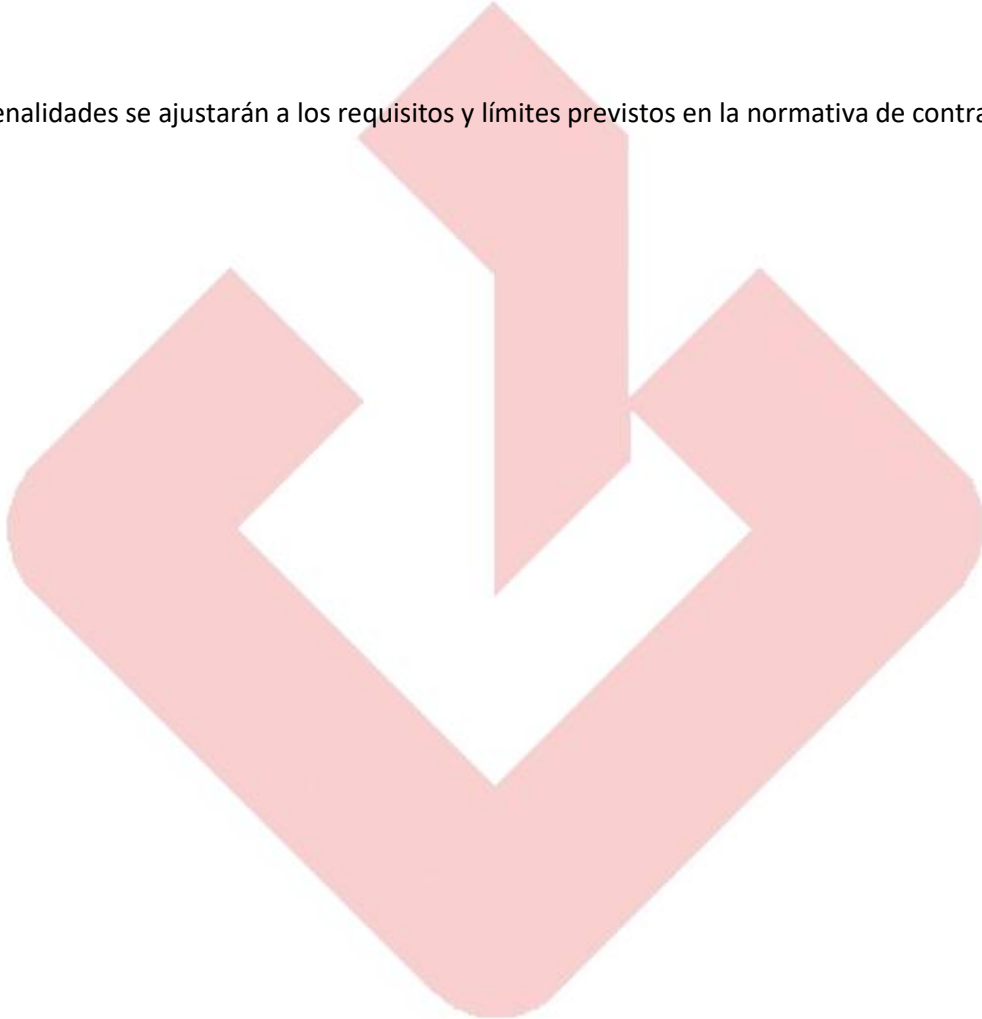 enalidades se ajustarán a los requisitos y límites previstos en la normativa de contra